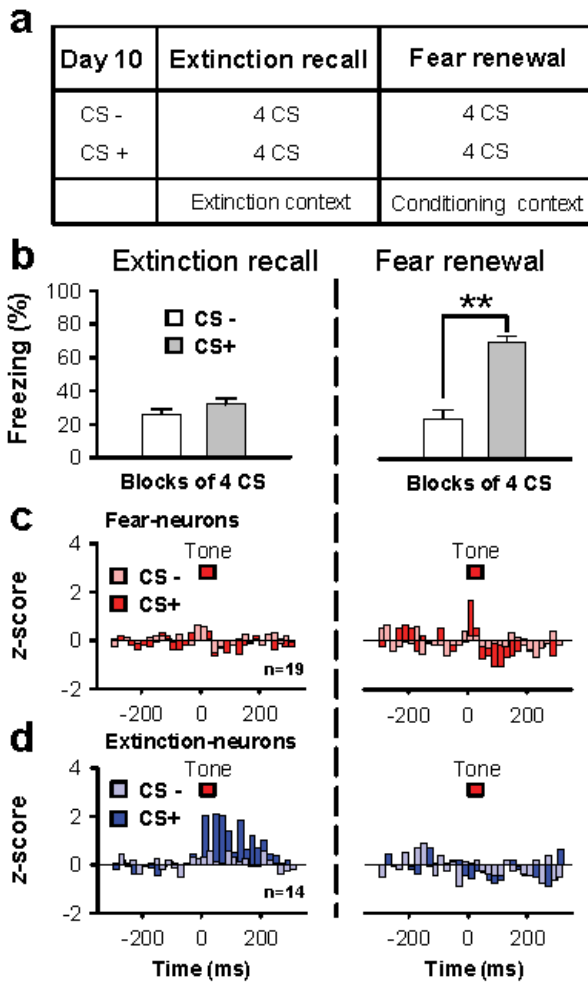 a
Day 10 Extinction recall Fear renewal
CS - 4 CS 4 CS
CS + 4 CS 4 CS
Extinction context Conditioning context
b Extinction recall Fear renewal
Freezing (%)
100
80
60
40
20
0
CS -
CS+
**
Blocks of 4 CS Blocks of 4 CS
c Fear-neurons
z-score
4
2
0
-2
Tone Tone
CS -
CS+
n=19
-200 0 200 -200 0 200
d Extinction-neurons
z-score
4
2
0
-2
Tone Tone
CS -
CS+
n=14
-200 0 200 -200 0 200
Time (ms) Time (ms)